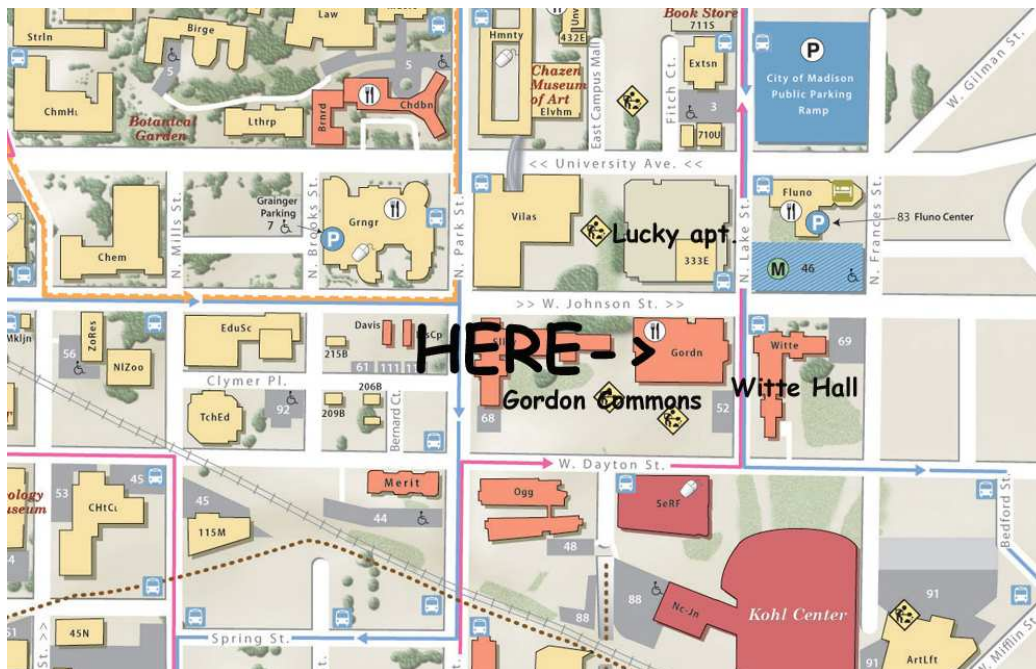 Law
Book Store
711S
Strln
Birge
Hmnty
432E
Extsn
P
City of Madison
Public Parking
Ramp
W. Gilman St.
5
5
Chazen
Museum
of Art
Elvhm
East Campus Mall
Fitch Ct.
3
710U
ChmHL
Botanical
Garden
Lthrp
Brnrd
Chdbn
<< University Ave. <<
N. Mills St.
Grainger
Parking
7
P
N. Brooks St.
Grngr
N. Park St.
Vilas
Lucky apt.
333E
N. Lake St.
Fluno
P
83 Fluno Center
N. Frances St.
M
46
Chem
>> W. Johnson St. >>
Mkljn
56
ZoRes
NIZoo
EduSc
Davis
215B
61
111
HERE->
Gordn
Witte
69
Clymer Pl.
TchEd
92
206B
209B
Bernard Ct.
68
Gordon Commons
52
Witte Hall
W. Dayton St.
53
45
CHtCL
45
115M
Merit
44
Ogg
48
SeRF
Bedford St.
Museum
88
88
Nc-Jn
Kohl Center
91
91
ArtLft
N. Mifflin St.
51
45N
Spring St.